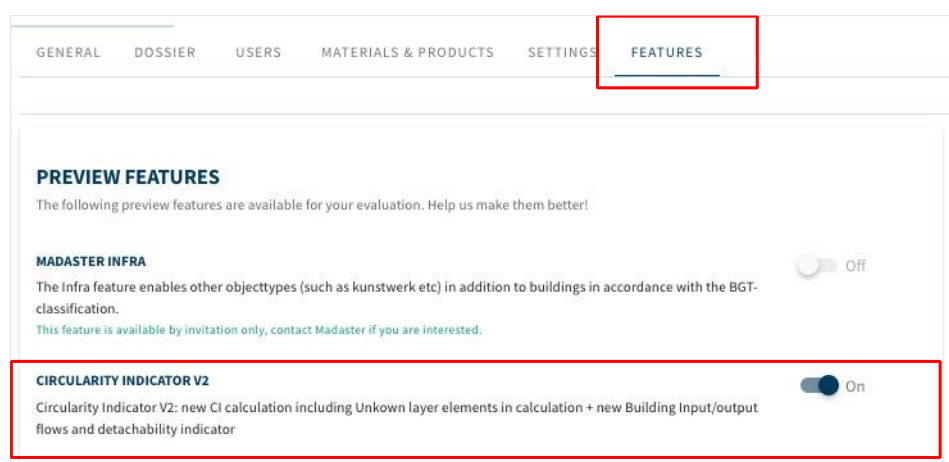 GENERAL DOSSIER USERS MATERIALS & PRODUCTS SETTINGS FEATURES
PREVIEW FEATURES
The following preview features are available for your evaluation. Help us make them better!
MADASTER INFRA
Off
The Infra feature enables other objecttypes (such as kunstwerk etc) in addition to buildings in accordance with the BGT-
classification.
This feature is available by invitation only, contact Madaster if you are interested.
CIRCULARITY INDICATOR V2
On
Circularity Indicator V2: new CI calculation including Unkown layer elements in calculation + new Building Input/output
flows and detachability indicator